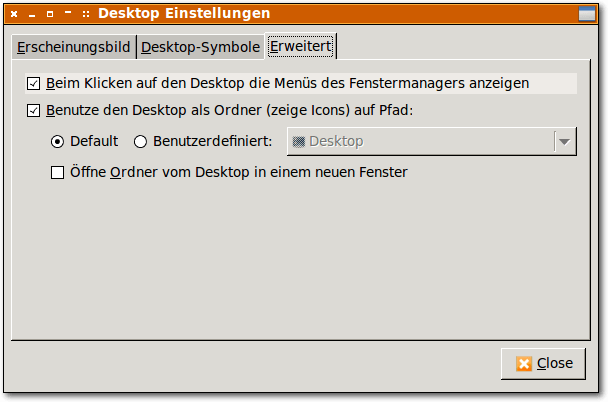 Desktop Einstellungen
Erscheinungsbild Desktop-Symbole Erweitert
Beim Klicken auf den Desktop die Menüs des Fenstermanagers anzeigen
Benutze den Desktop als Ordner (zeige Icons) auf Pfad:
Default Benutzerdefiniert: Desktop
Öffne Ordner vom Desktop in einem neuen Fenster
Close